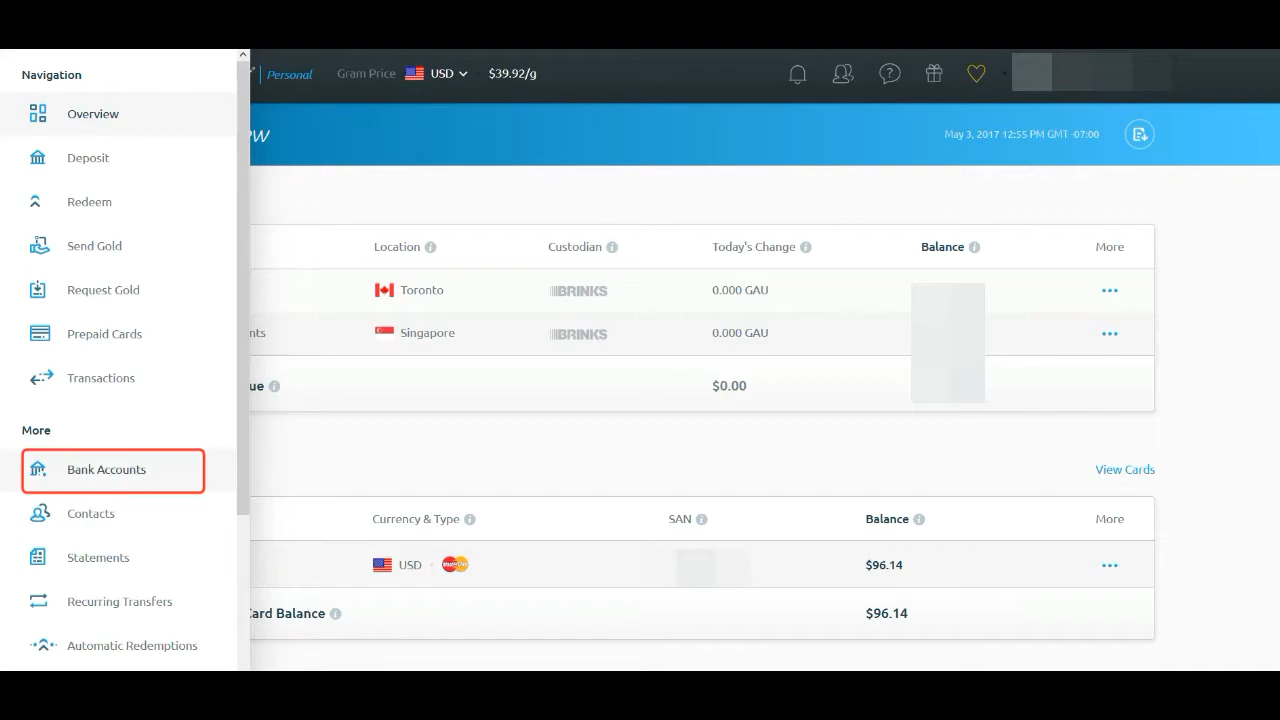 Navigation
Overview
Deposit
Redeem
Send Gold
Request Gold
Prepaid Cards
Transactions
More
Bank Accounts
Contacts
Statements
Recurring Transfers
Automatic Redemptions
Personal Gram Price USD $39.92/g
ew May 3, 2017 12:55 PM GMT -07:00
Location Custodian Today's Change Balance More
Toronto BRINKS 0.000 GAU
nts Singapore BRINKS 0.000 GAU
ue $0.00
View Cards
Currency & Type SAN Balance More
USD MasterCard $96.14
Card Balance $96.14